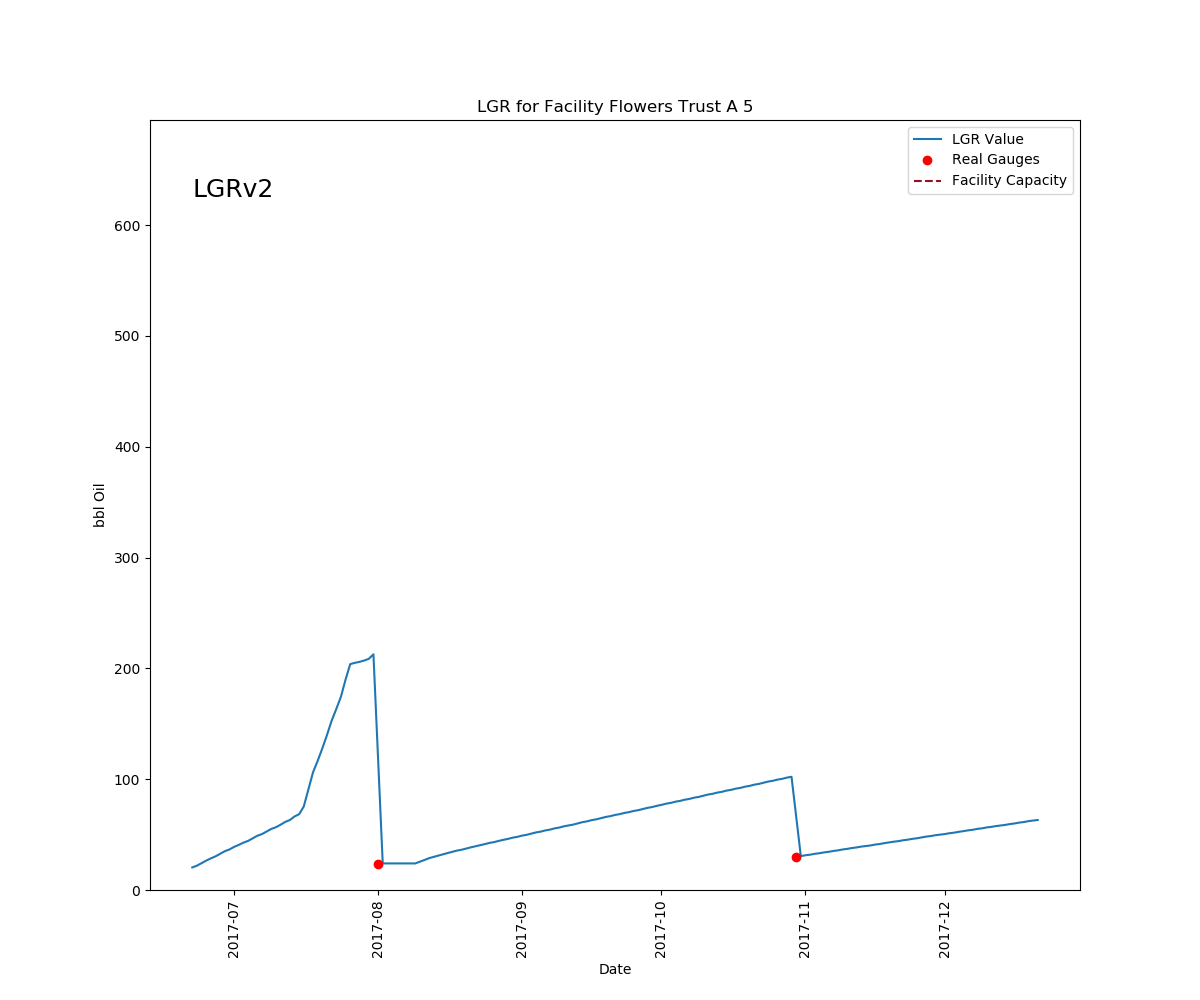 LGR for Facility Flowers Trust A 5
LGR Value
Real Gauges
Facility Capacity
LGRv2
600
500
400
300
200
100
0
bbl Oil
2017-07
2017-08
2017-09
2017-10
2017-11
2017-12
Date